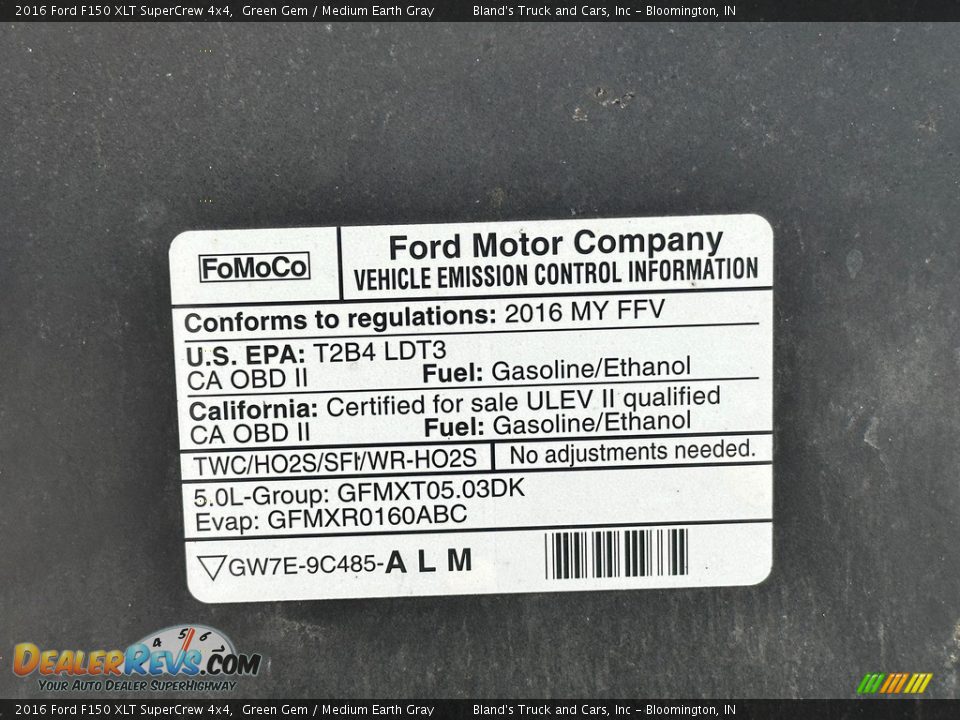 2016 Ford F150 XLT SuperCrew 4x4,  Green Gem / Medium Earth Gray     Bland's Truck and Cars, Inc – Bloomington, IN
FoMoCo
Ford Motor Company
VEHICLE EMISSION CONTROL INFORMATION
Conforms to regulations: 2016 MY FFV
U.S. EPA: T2B4 LDT3
CA OBD II Fuel: Gasoline/Ethanol
California: Certified for sale ULEV II qualified
CA OBD II Fuel: Gasoline/Ethanol
TWC/HO2S/SFI/WR-HO2S No adjustments needed.
5.0L-Group: GFMXT05.03DK
Evap: GFMXR0160ABC
GW7E-9C485-A L M
4 5 6
DealerRevs.com
Your Auto Dealer SuperHighway
2016 Ford F150 XLT SuperCrew 4x4,  Green Gem / Medium Earth Gray     Bland's Truck and Cars, Inc – Bloomington, IN